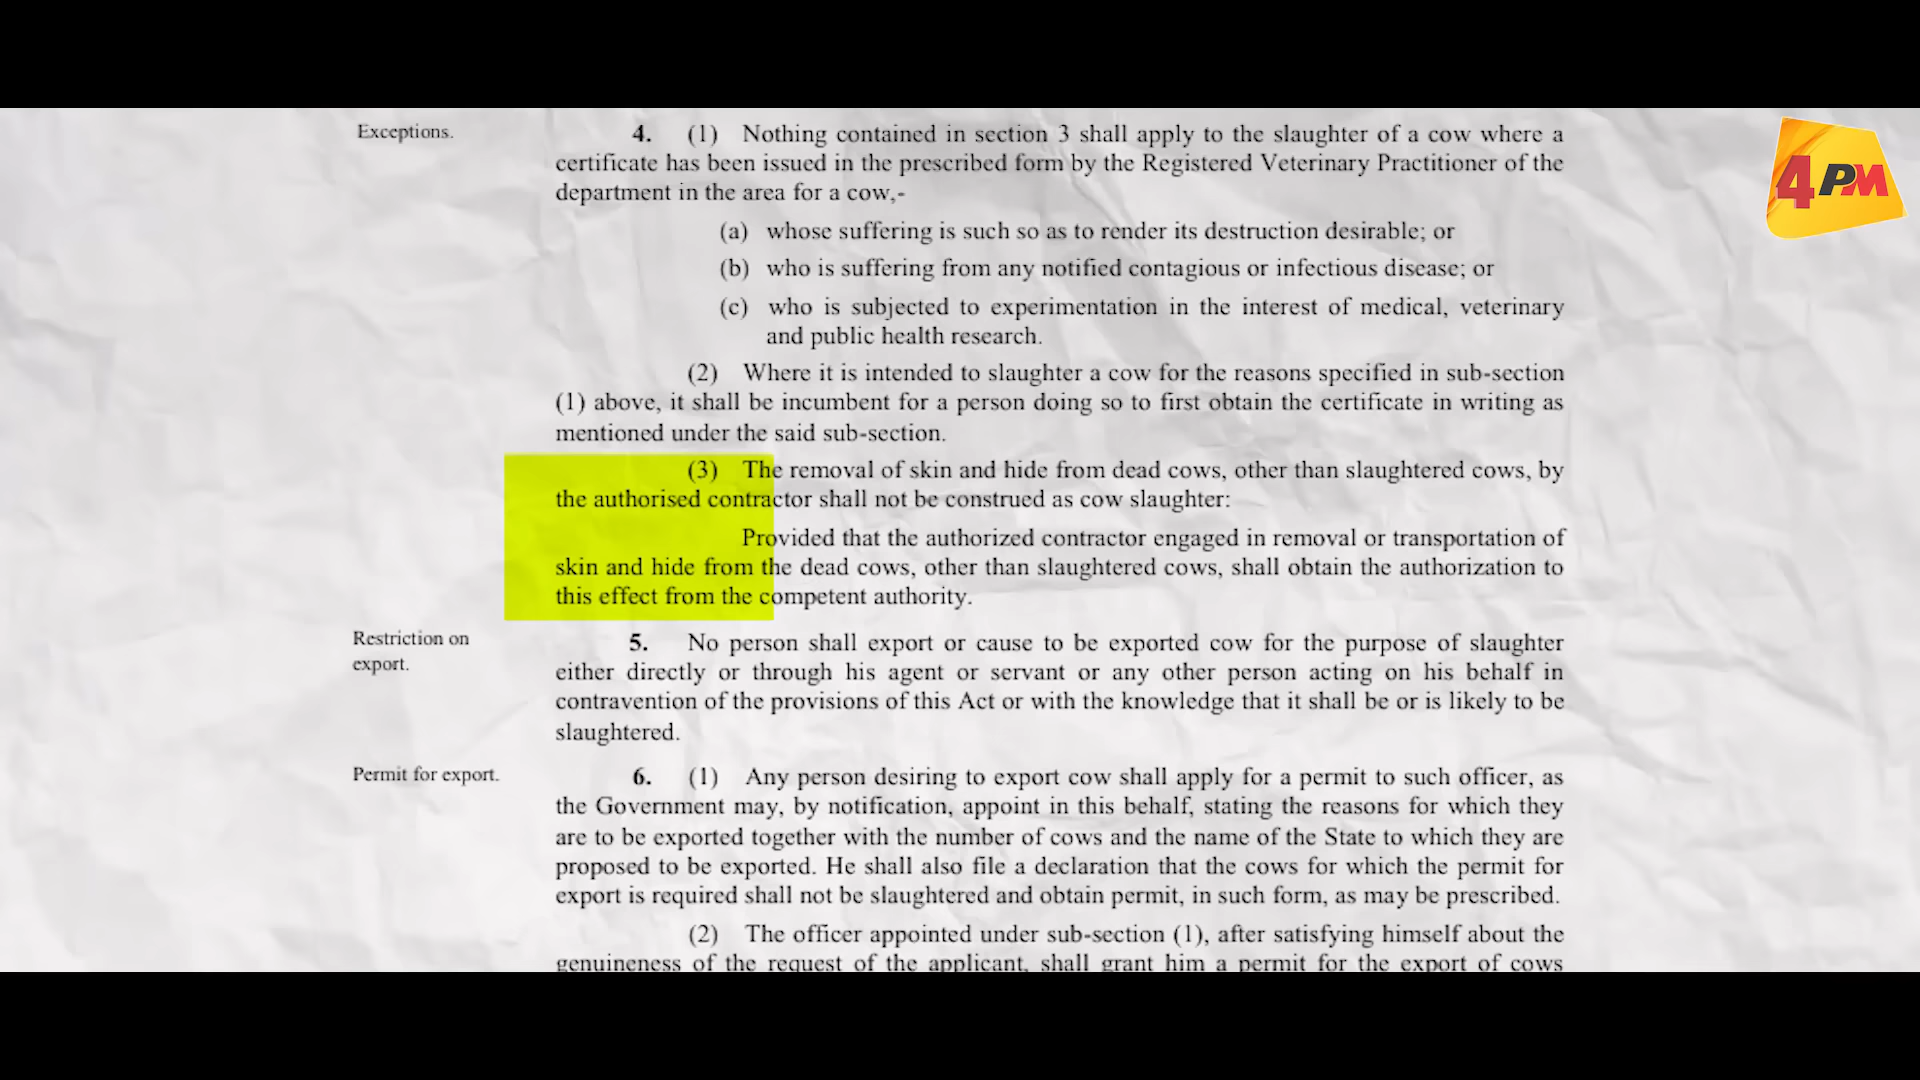 4PM
Exceptions.
4. (1) Nothing contained in section 3 shall apply to the slaughter of a cow where a
certificate has been issued in the prescribed form by the Registered Veterinary Practitioner of the
department in the area for a cow,-
(a) whose suffering is such so as to render its destruction desirable; or
(b) who is suffering from any notified contagious or infectious disease; or
(c) who is subjected to experimentation in the interest of medical, veterinary
and public health research.
(2) Where it is intended to slaughter a cow for the reasons specified in sub-section
(1) above, it shall be incumbent for a person doing so to first obtain the certificate in writing as
mentioned under the said sub-section.
(3) The removal of skin and hide from dead cows, other than slaughtered cows, by
the authorised contractor shall not be construed as cow slaughter:
Provided that the authorized contractor engaged in removal or transportation of
skin and hide from the dead cows, other than slaughtered cows, shall obtain the authorization to
this effect from the competent authority.
Restriction on
export.
5. No person shall export or cause to be exported cow for the purpose of slaughter
either directly or through his agent or servant or any other person acting on his behalf in
contravention of the provisions of this Act or with the knowledge that it shall be or is likely to be
slaughtered.
Permit for export.
6. (1) Any person desiring to export cow shall apply for a permit to such officer, as
the Government may, by notification, appoint in this behalf, stating the reasons for which they
are to be exported together with the number of cows and the name of the State to which they are
proposed to be exported. He shall also file a declaration that the cows for which the permit for
export is required shall not be slaughtered and obtain permit, in such form, as may be prescribed.
(2) The officer appointed under sub-section (1), after satisfying himself about the
genuineness of the request of the applicant, shall grant him a permit for the export of cows